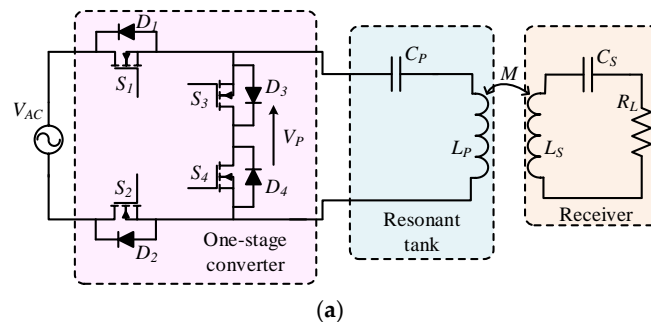 D1
S1
CP
M
CS
VAC
S3
D3
VP
RL
S4
D4
LP
LS
S2
D2
One-stage
converter
Resonant
tank
Receiver
(a)